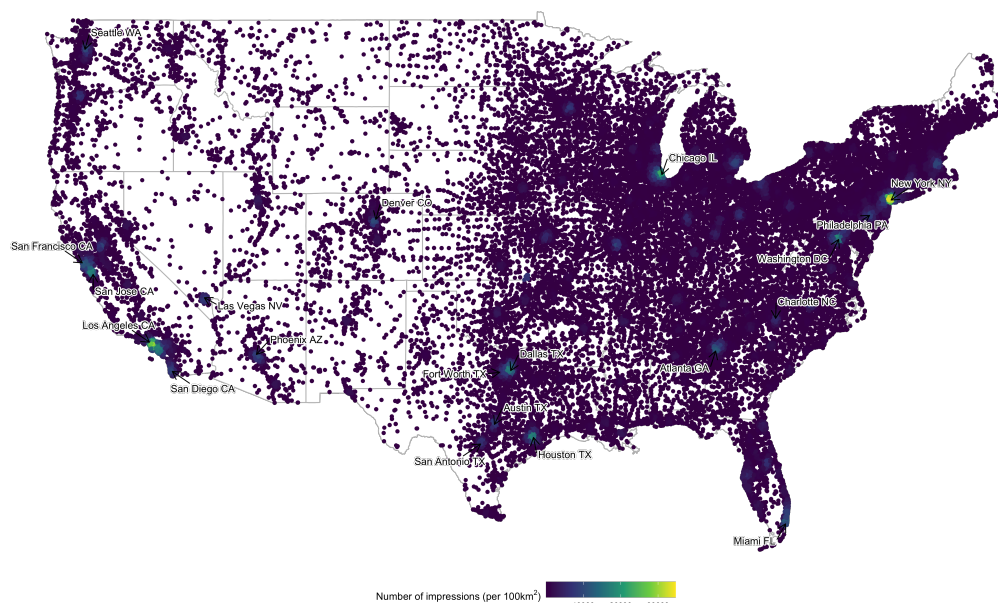 Seattle WA
Chicago IL
New York NY
Denver CO
Philadelphia PA
San Francisco CA
Washington DC
San Jose CA
Las Vegas NV
Charlotte NC
Los Angeles CA
Phoenix AZ
Dallas TX
Fort Worth TX
Atlanta GA
San Diego CA
Austin TX
San Antonio TX
Houston TX
Miami FL
Number of impressions (per 100km²)